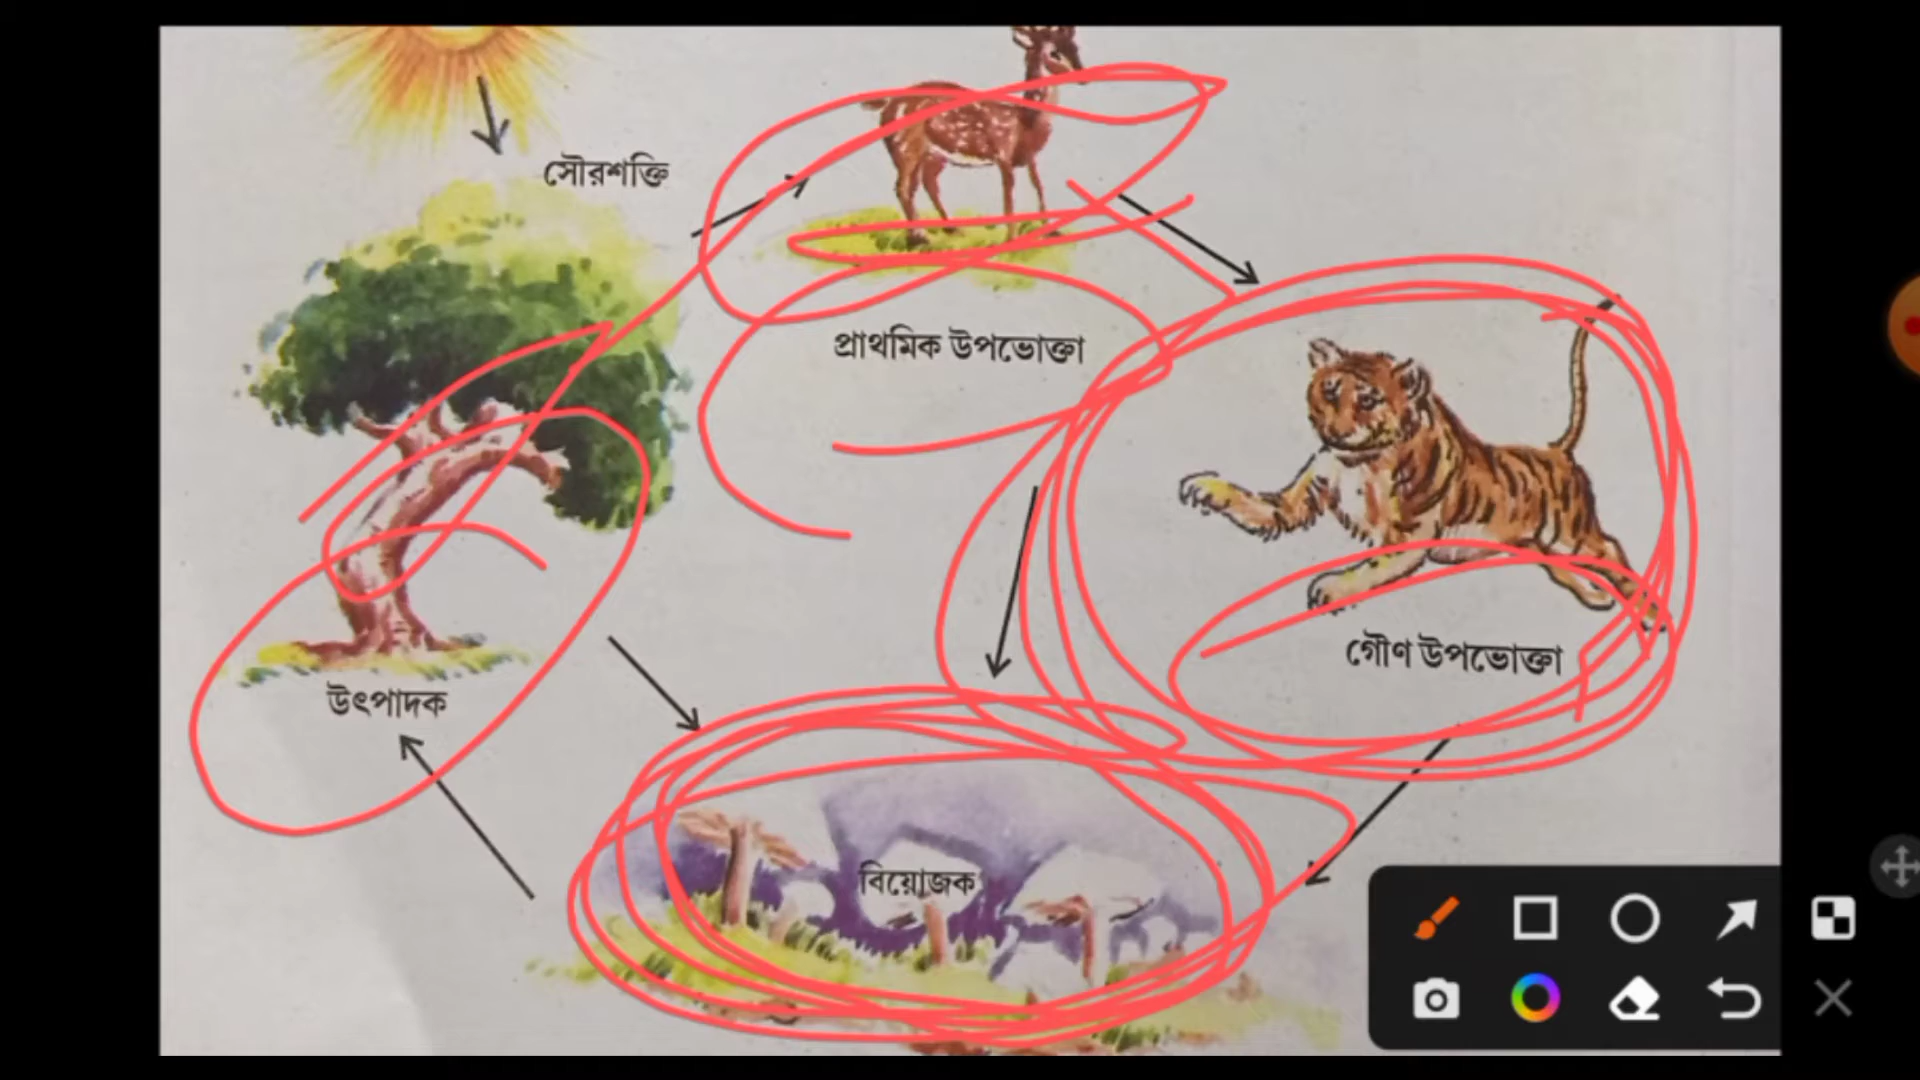 সৌরশক্তি
প্রাথমিক উপভোক্তা
গৌণ উপভোক্তা
উৎপাদক
বিয়োজক